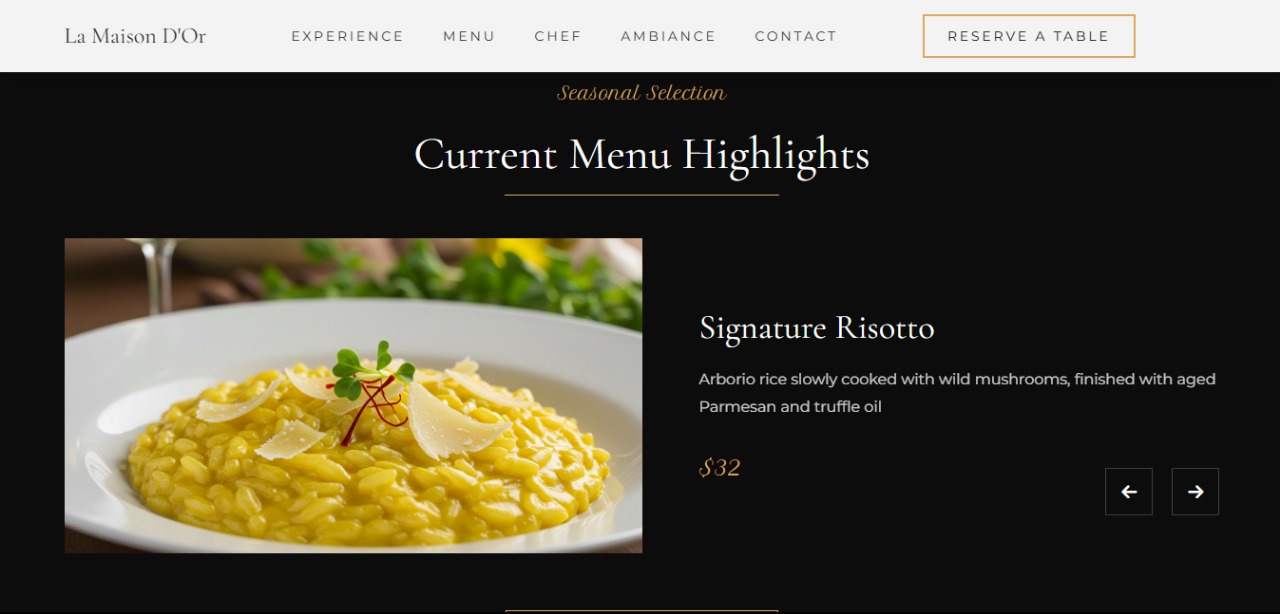 La Maison D'Or
EXPERIENCE
MENU
CHEF
AMBIANCE
CONTACT
RESERVE A TABLE
Seasonal Selection
Current Menu Highlights
Signature Risotto
Arborio rice slowly cooked with wild mushrooms, finished with aged
Parmesan and truffle oil
$32